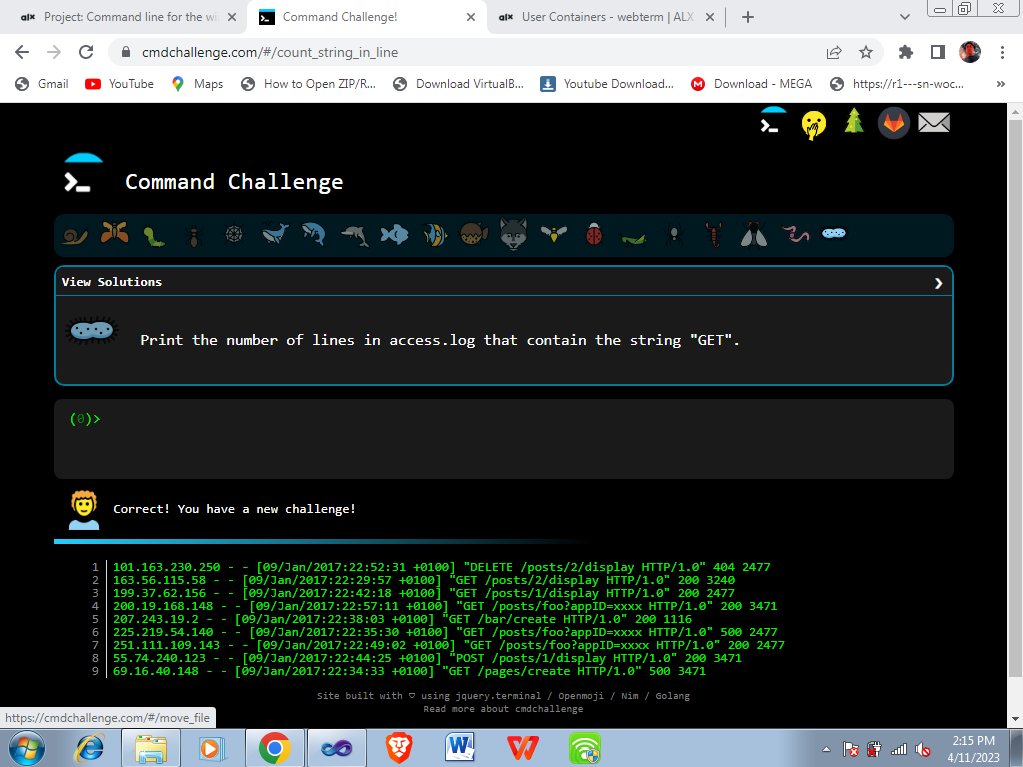 Project: Command line for the wi
Command Challenge!
User Containers - webterm | ALX
cmdchallenge.com/#/count_string_in_line
Gmail
YouTube
Maps
How to Open ZIP/R...
Download VirtualB...
Youtube Download...
Download - MEGA
https://r1---sn-woc...
»
Command Challenge
View Solutions
Print the number of lines in access.log that contain the string "GET".
(0)>
Correct! You have a new challenge!
1 101.163.230.250 - - [09/Jan/2017:22:52:31 +0100] "DELETE /posts/2/display HTTP/1.0" 404 2477
2 163.56.115.58 - - [09/Jan/2017:22:29:57 +0100] "GET /posts/2/display HTTP/1.0" 200 3240
3 199.37.62.156 - - [09/Jan/2017:22:42:18 +0100] "GET /posts/1/display HTTP/1.0" 200 2477
4 200.19.168.148 - - [09/Jan/2017:22:57:11 +0100] "GET /posts/foo?appID=xxxx HTTP/1.0" 200 3471
5 207.243.19.2 - - [09/Jan/2017:22:38:03 +0100] "GET /bar/create HTTP/1.0" 200 1116
6 225.219.54.140 - - [09/Jan/2017:22:35:30 +0100] "GET /posts/foo?appID=xxxx HTTP/1.0" 500 2477
7 251.111.109.143 - - [09/Jan/2017:22:49:02 +0100] "GET /posts/foo?appID=xxxx HTTP/1.0" 200 2477
8 55.74.240.123 - - [09/Jan/2017:22:44:25 +0100] "POST /posts/1/display HTTP/1.0" 200 3471
9 69.16.40.148 - - [09/Jan/2017:22:34:33 +0100] "GET /pages/create HTTP/1.0" 500 3471
Site built with ♡ using jquery.terminal / Openmoji / Nim / Golang
Read more about cmdchallenge
https://cmdchallenge.com/#/move_file
2:15 PM
4/11/2023